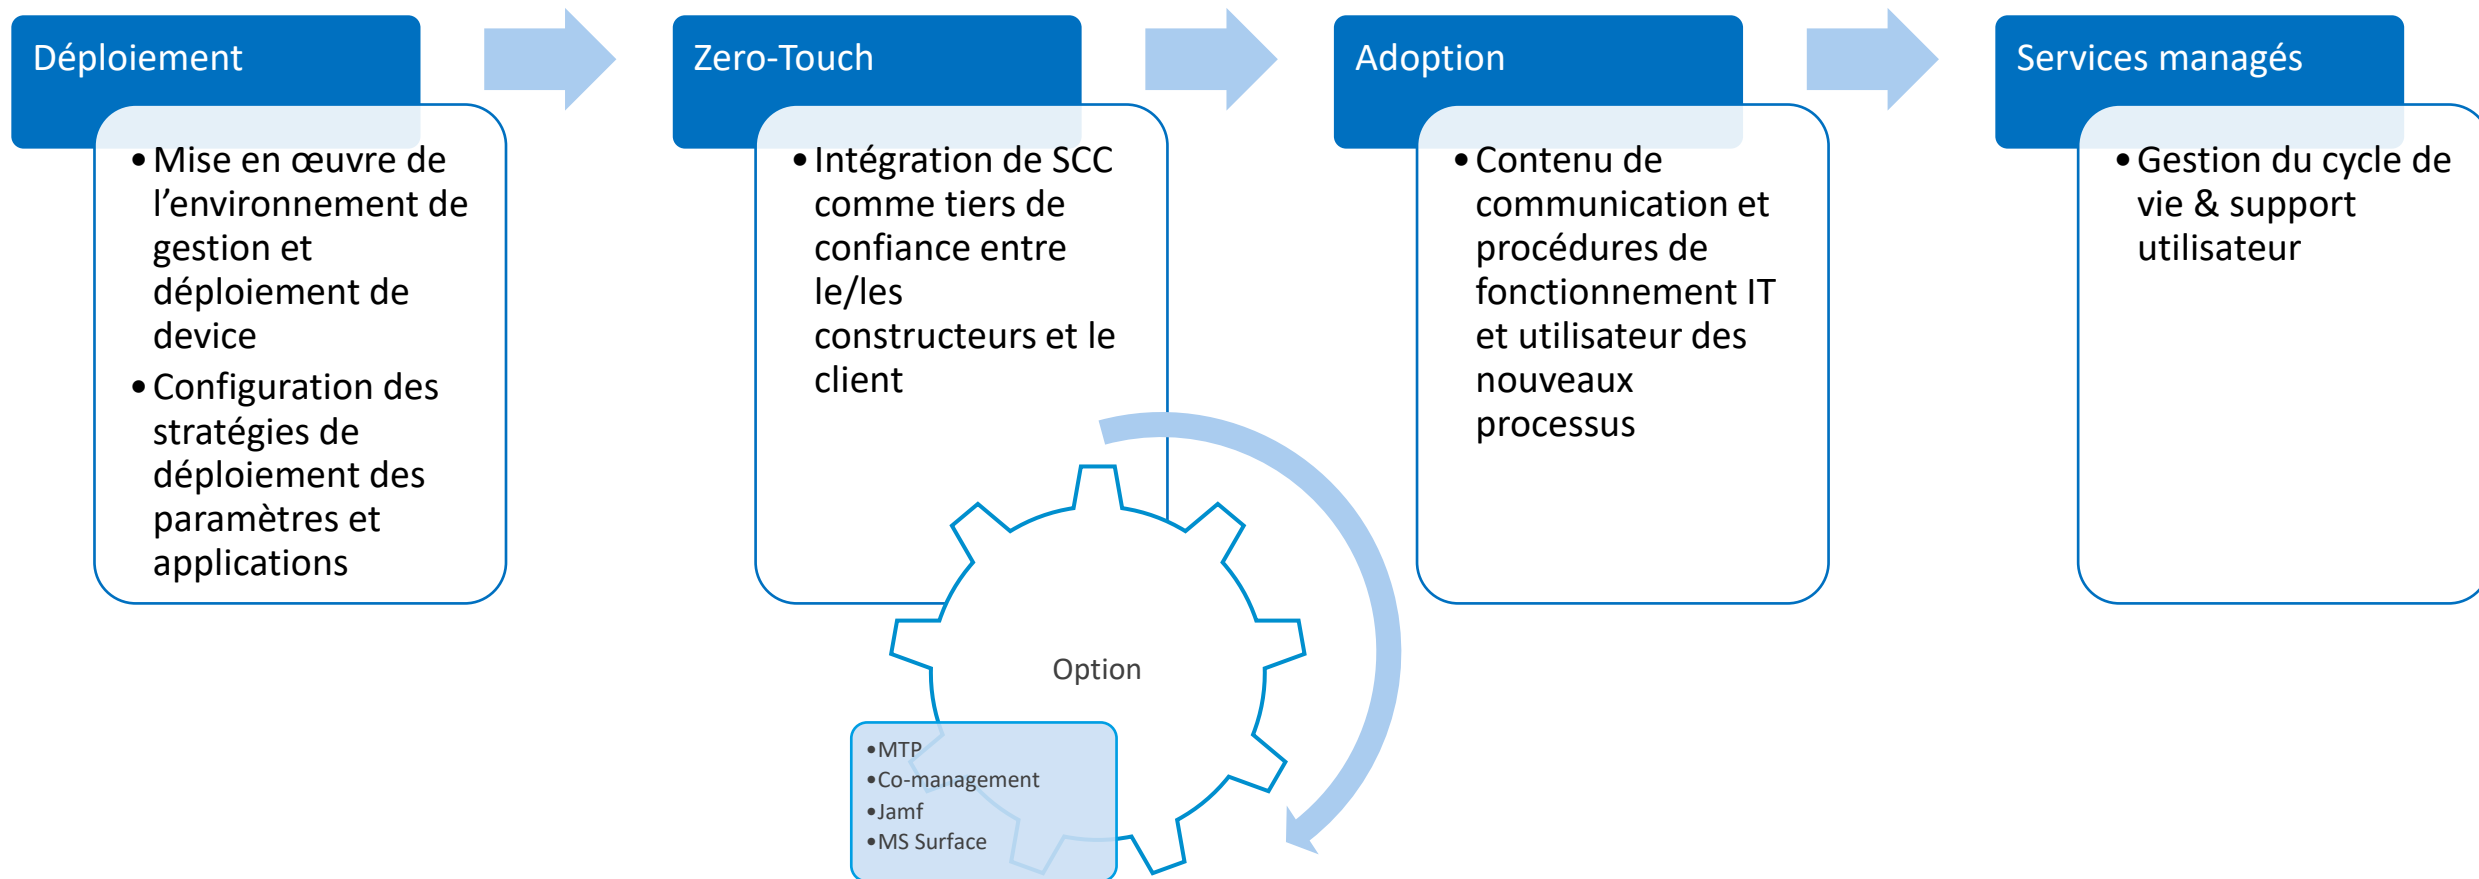 Déploiement
•Mise en œuvre de
l’environnement de
gestion et
déploiement de
device
•Configuration des
stratégies de
déploiement des
paramètres et
applications
Zero-Touch
•Intégration de SCC
comme tiers de
confiance entre
le/les
constructeurs et le
client
Adoption
•Contenu de
communication et
procédures de
fonctionnement IT
et utilisateur des
nouveaux
processus
Services managés
•Gestion du cycle de
vie & support
utilisateur
Option
•MTP
•Co-management
•Jamf
•MS Surface